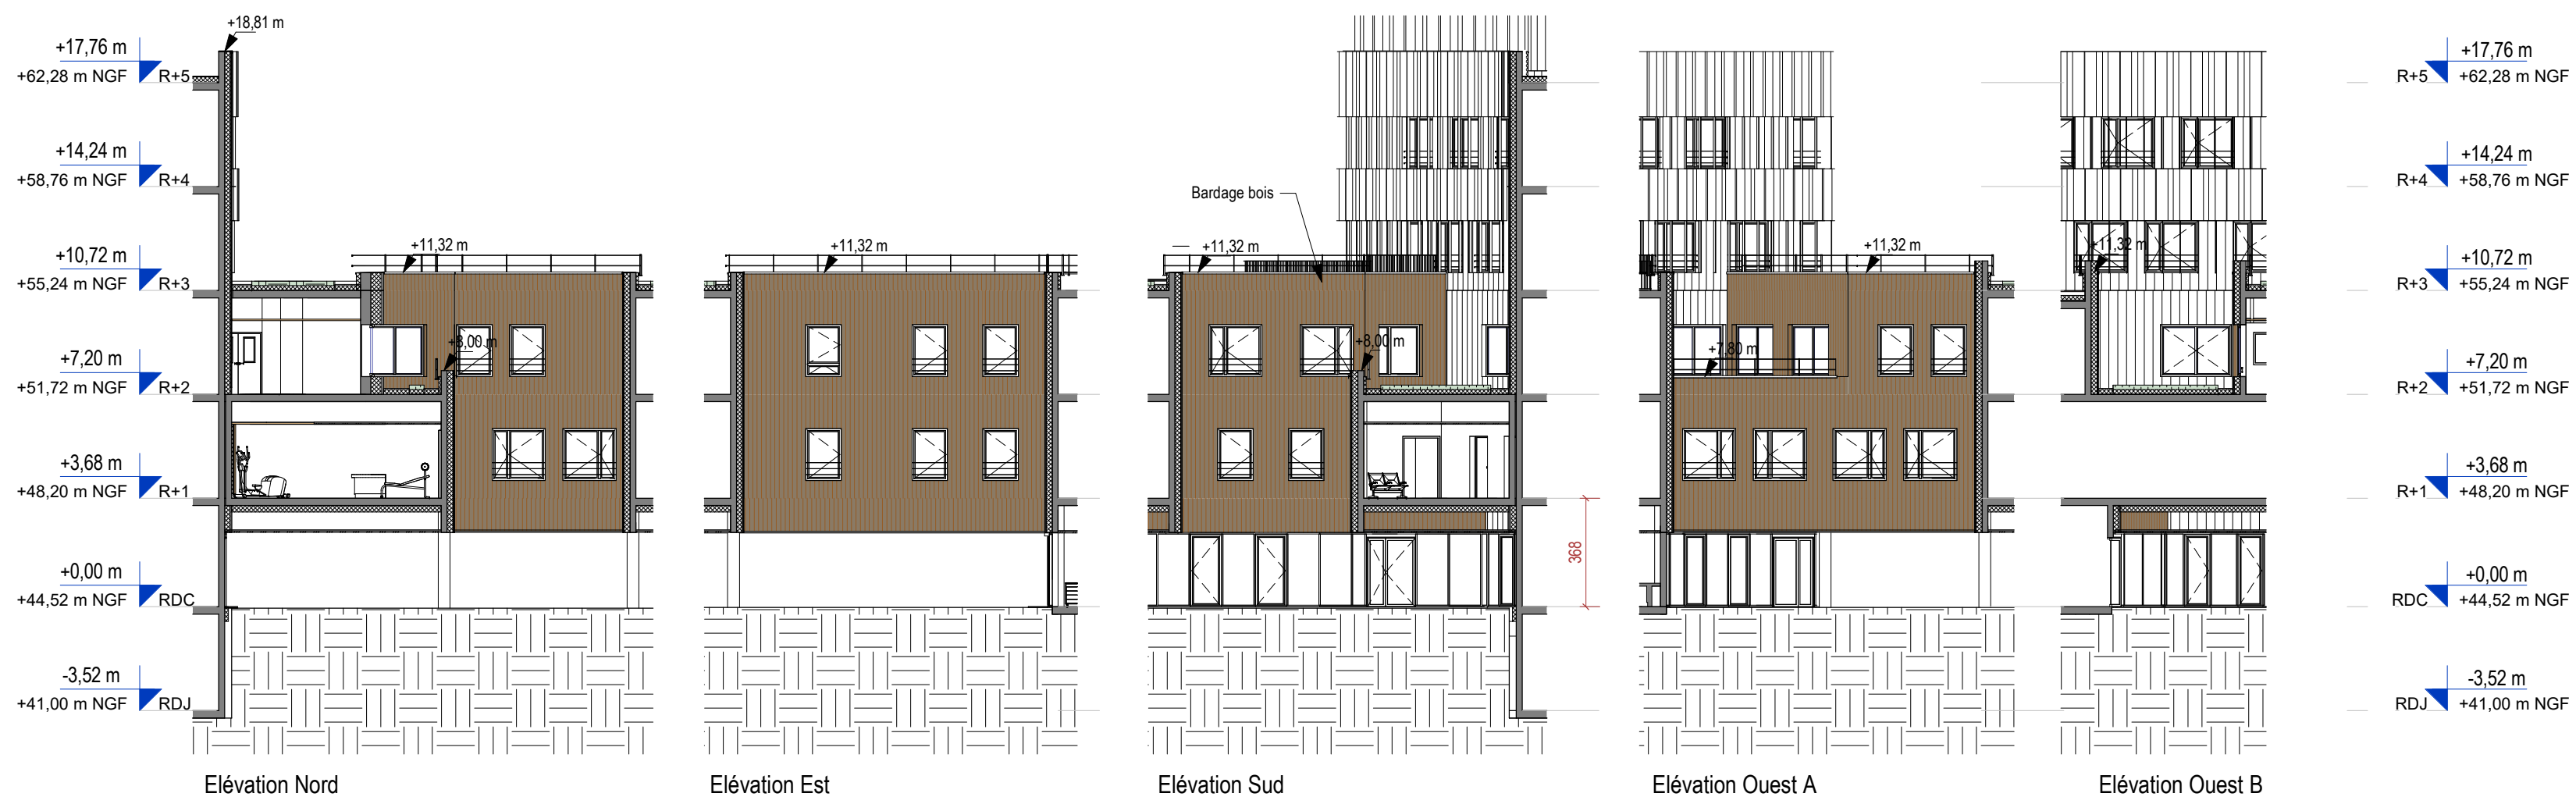 +18,81 m
+17,76 m
+62,28 m NGF R+5
+14,24 m
+58,76 m NGF R+4
+10,72 m
+55,24 m NGF R+3
+7,20 m
+51,72 m NGF R+2
+3,68 m
+48,20 m NGF R+1
+0,00 m
+44,52 m NGF RDC
-3,52 m
+41,00 m NGF RDJ
+11,32 m
+8,00 m
Elévation Nord
+11,32 m
Elévation Est
Bardage bois
+11,32 m
+8,00 m
368
Elévation Sud
+11,32 m
+7,80 m
Elévation Ouest A
+11,32 m
Elévation Ouest B
+17,76 m
R+5 +62,28 m NGF
+14,24 m
R+4 +58,76 m NGF
+10,72 m
R+3 +55,24 m NGF
+7,20 m
R+2 +51,72 m NGF
+3,68 m
R+1 +48,20 m NGF
+0,00 m
RDC +44,52 m NGF
-3,52 m
RDJ +41,00 m NGF